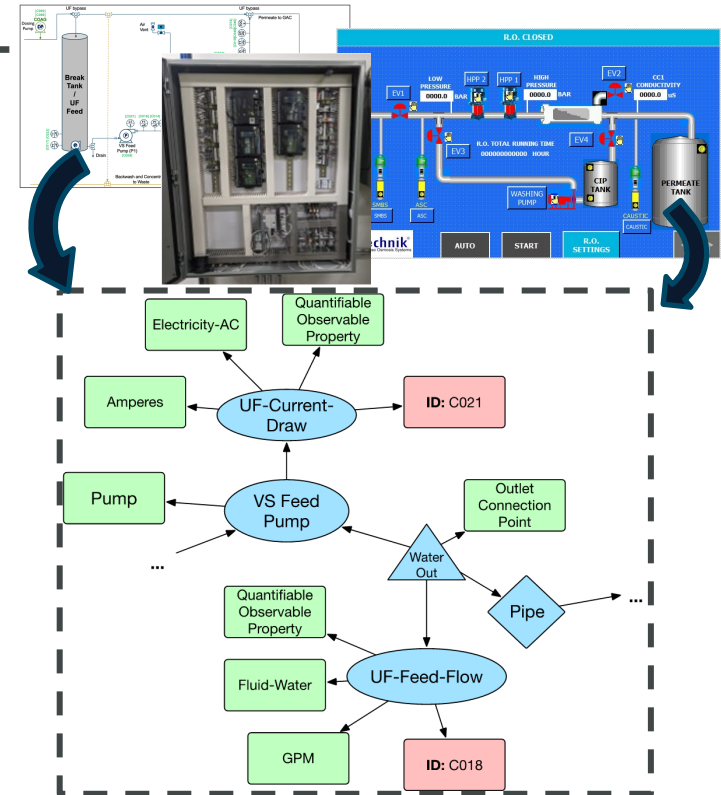 UF bypass
UF bypass
COAG
Dosing
Pump
Permeate to GAC
Air
Vent
Break
Tank
/
UF
Feed
Drain
VS Feed
Pump (P1)
Backwash and Concentr
to Waste
R.O. CLOSED
LOW
PRESSURE
0000.0 BAR
HPP 2
HPP 1
HIGH
PRESSURE
0000.0 BAR
EV2
CC1
CONDUCTIVITY
0000.0 uS
EV1
EV3
R.O. TOTAL RUNNING TIME
000000000000 HOUR
EV4
WASHING
PUMP
CIP
TANK
PERMEATE
TANK
SMBS
SMBS
ASC
ASC
CAUSTIC
CAUSTIC
echnik®
AUTO
START
R.O.
SETTINGS
Electricity-AC
Quantifiable
Observable
Property
Amperes
UF-Current-
Draw
ID: C021
Pump
VS Feed
Pump
Outlet
Connection
Point
...
Water
Out
Pipe
...
Quantifiable
Observable
Property
Fluid-Water
UF-Feed-Flow
GPM
ID: C018